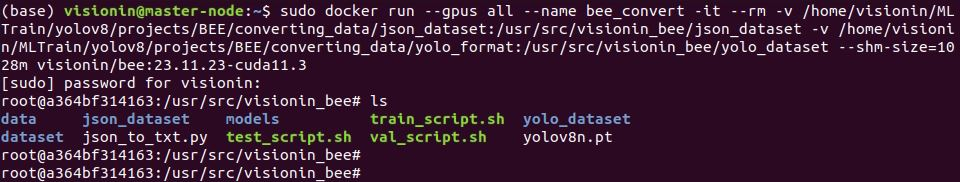 (base) visionin@master-node:~$ sudo docker run --gpus all --name bee_convert -it --rm -v /home/visionin/ML
Train/yolov8/projects/BEE/converting_data/json_dataset:/usr/src/visionin_bee/json_dataset -v /home/visioni
n/MLTrain/yolov8/projects/BEE/converting_data/yolo_format:/usr/src/visionin_bee/yolo_dataset --shm-size=10
28m visionin/bee:23.11.23-cuda11.3
[sudo] password for visionin:
root@a364bf314163:/usr/src/visionin_bee# ls
data     json_dataset     models          train_script.sh  yolo_dataset
dataset  json_to_txt.py  test_script.sh  val_script.sh    yolov8n.pt
root@a364bf314163:/usr/src/visionin_bee#
root@a364bf314163:/usr/src/visionin_bee#